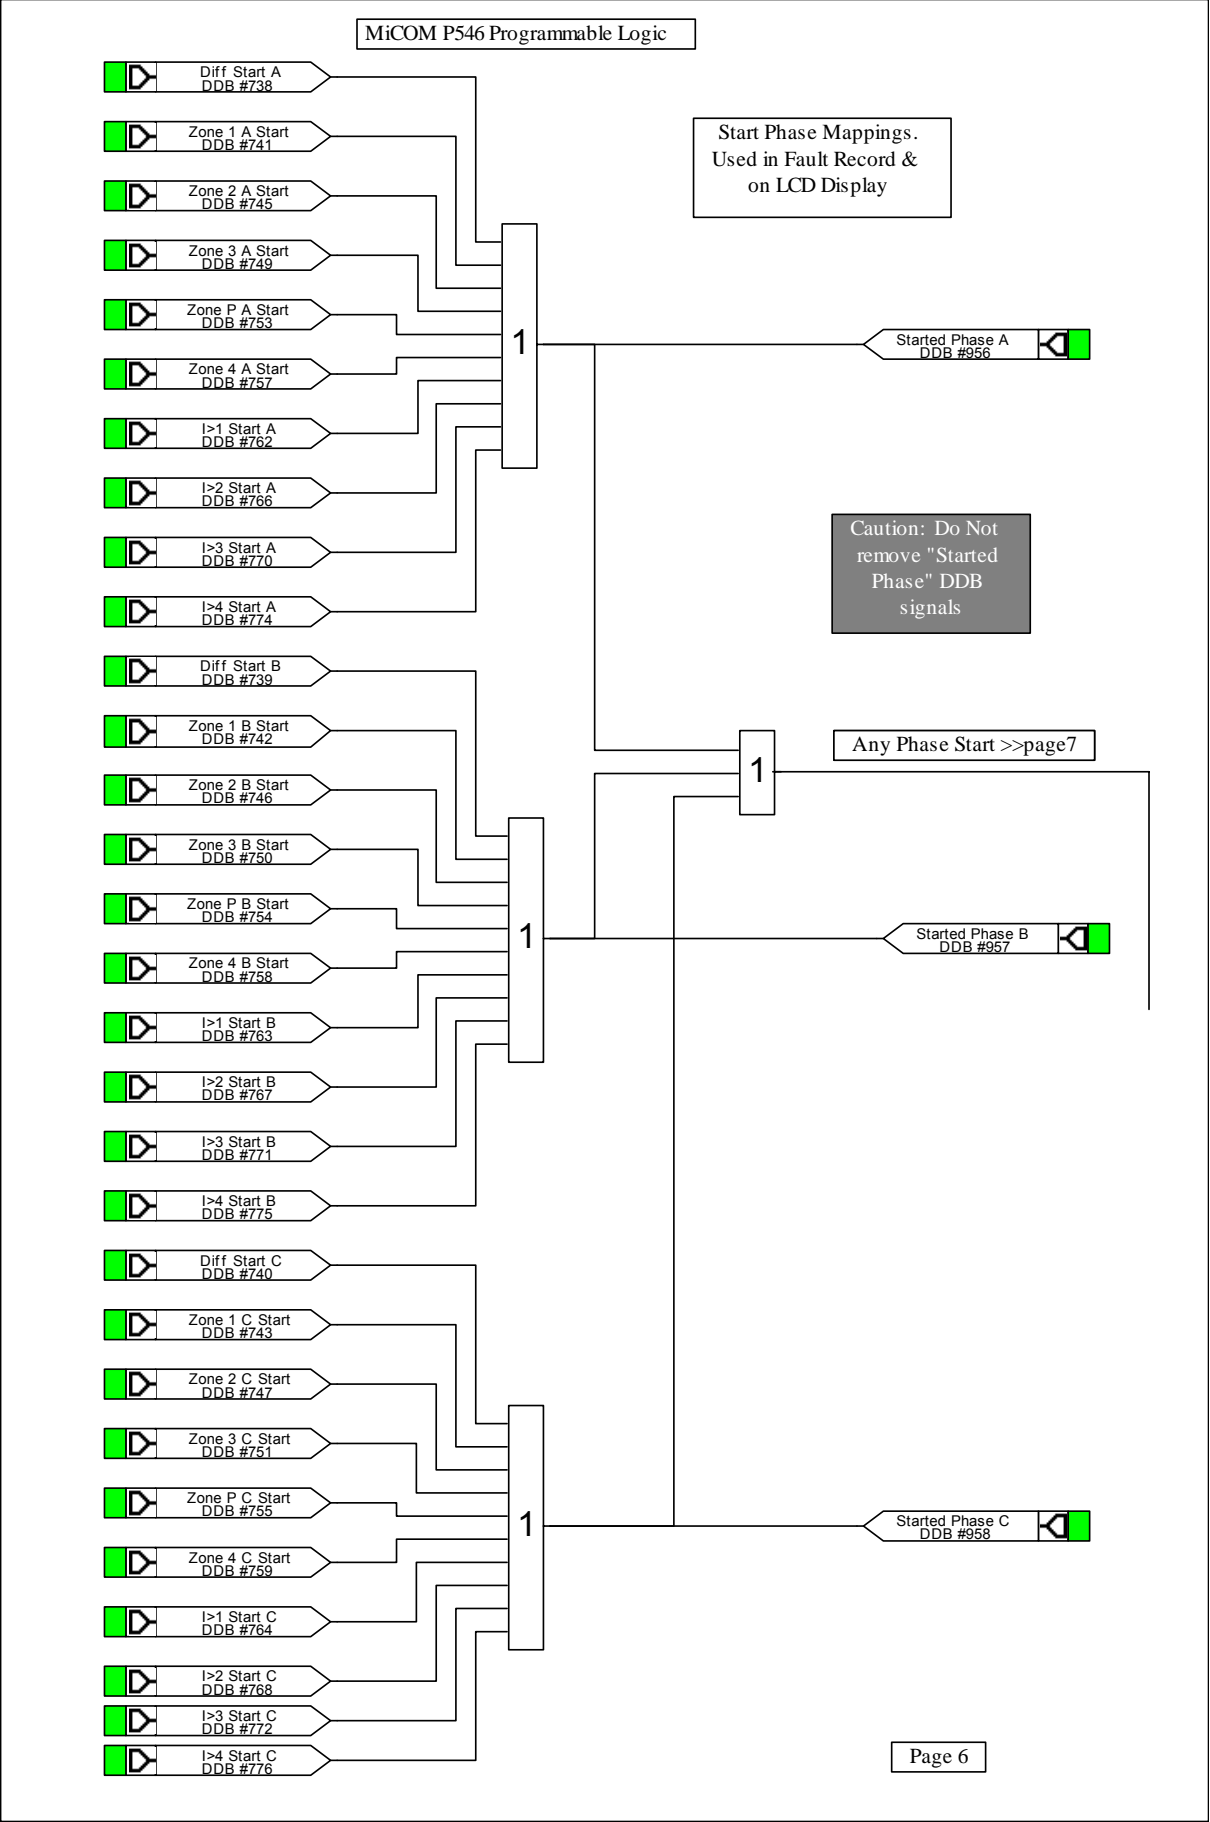 MiCOM P546 Programmable Logic
Diff Start A
DDB #738
Zone 1 A Start
DDB #741
Zone 2 A Start
DDB #745
Zone 3 A Start
DDB #749
Zone P A Start
DDB #753
Zone 4 A Start
DDB #757
I>1 Start A
DDB #762
I>2 Start A
DDB #766
I>3 Start A
DDB #770
I>4 Start A
DDB #774
1
Start Phase Mappings.
Used in Fault Record &
on LCD Display
Started Phase A
DDB #956
Caution: Do Not
remove "Started
Phase" DDB
signals
Diff Start B
DDB #739
Zone 1 B Start
DDB #742
Zone 2 B Start
DDB #746
Zone 3 B Start
DDB #750
Zone P B Start
DDB #754
Zone 4 B Start
DDB #758
I>1 Start B
DDB #763
I>2 Start B
DDB #767
I>3 Start B
DDB #771
I>4 Start B
DDB #775
1
1
Any Phase Start >>page7
Started Phase B
DDB #957
Diff Start C
DDB #740
Zone 1 C Start
DDB #743
Zone 2 C Start
DDB #747
Zone 3 C Start
DDB #751
Zone P C Start
DDB #755
Zone 4 C Start
DDB #759
I>1 Start C
DDB #764
I>2 Start C
DDB #768
I>3 Start C
DDB #772
I>4 Start C
DDB #776
1
Started Phase C
DDB #958
Page 6